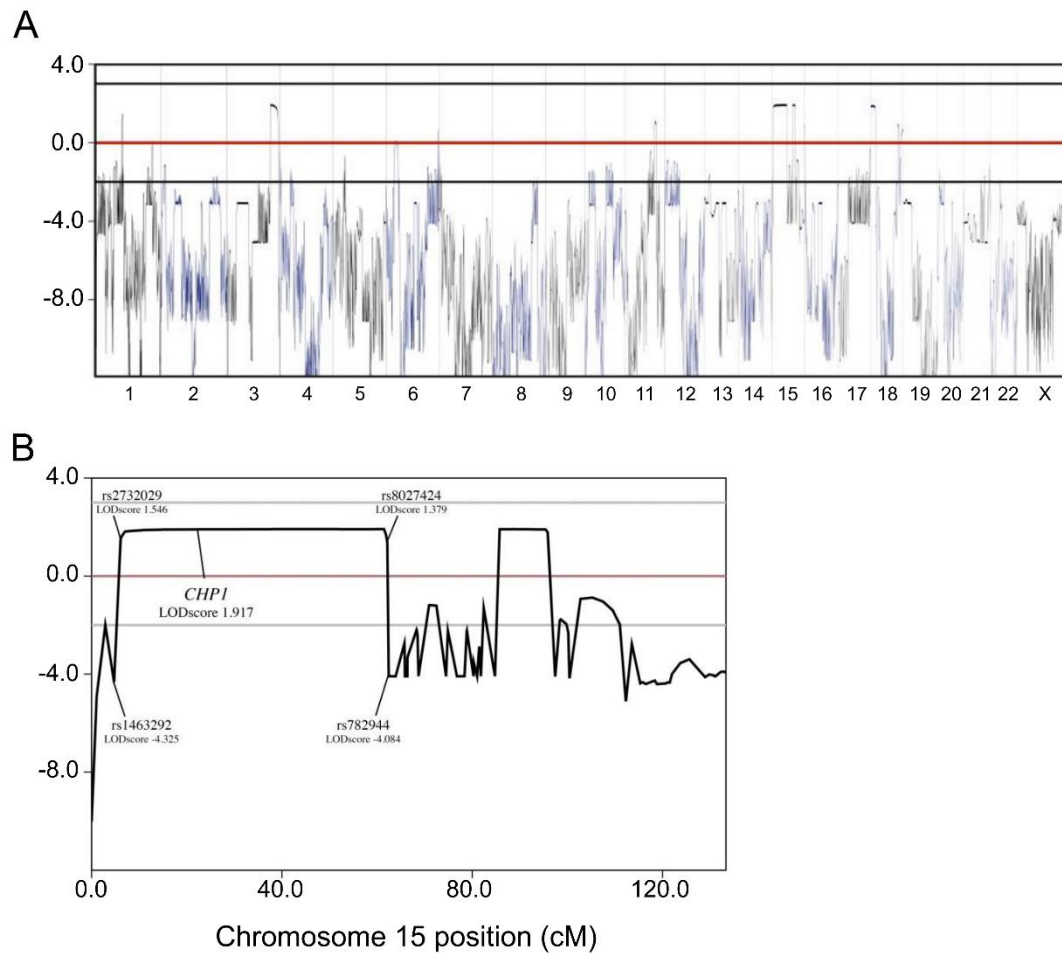 A
4.0
0.0
-4.0
-8.0
1 2 3 4 5 6 7 8 9 10 11 12 13 14 15 16 17 18 19 20 21 22 X
B
4.0
rs2732029
LODscore 1.546
rs8027424
LODscore 1.379
0.0
CHP1
LODscore 1.917
-4.0
rs1463292
LODscore -4.325
rs782944
LODscore -4.084
-8.0
0.0 40.0 80.0 120.0
Chromosome 15 position (cM)